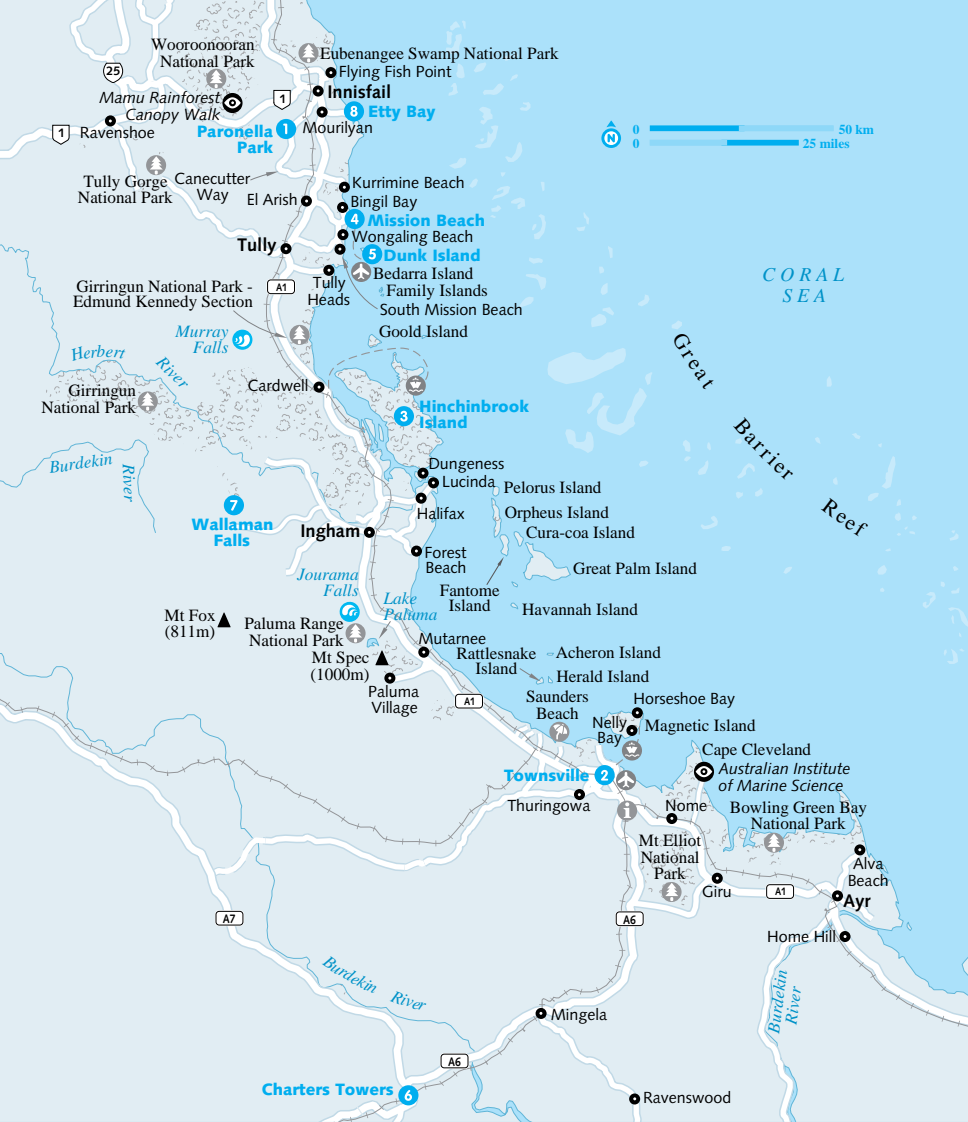 Wooroonooran
National Park
Eubenangee Swamp National Park
Flying Fish Point
25
Innisfail
Mamu Rainforest
Canopy Walk
1
8 Etty Bay
1
Ravenshoe
Paronella
Park
1
Mourilyan
N
0 50 km
0 25 miles
Tully Gorge
National Park
Canecutter
Way
Kurrimine Beach
El Arish
Bingil Bay
4 Mission Beach
Wongaling Beach
Tully
5 Dunk Island
Bedarra Island
Tully
Heads
Family Islands
South Mission Beach
A1
Girringun National Park -
Edmund Kennedy Section
CORAL
SEA
Goold Island
Murray
Falls
Great Barrier Reef
Herbert River
Cardwell
Girringun
National Park
3 Hinchinbrook
Island
Burdekin
River
Dungeness
Lucinda
Pelorus Island
Halifax
Orpheus Island
7
Wallaman
Falls
Ingham
Cura-coa Island
Forest
Beach
Great Palm Island
Jourama
Falls
Fantome
Island
Lake
Paluma
Havannah Island
Mt Fox
(811m)
Paluma Range
National Park
Mutarnee
Mt Spec
(1000m)
Rattlesnake
Island
Acheron Island
Herald Island
Paluma
Village
A1
Saunders
Beach
Horseshoe Bay
Nelly
Bay
Magnetic Island
Cape Cleveland
Townsville 2
Australian Institute
of Marine Science
Thuringowa
i
Nome
Bowling Green Bay
National Park
Mt Elliot
National
Park
Alva
Beach
Giru
A1
Ayr
A7
A6
Home Hill
Burdekin River
Burdekin
River
Mingela
A6
Charters Towers 6
Ravenswood